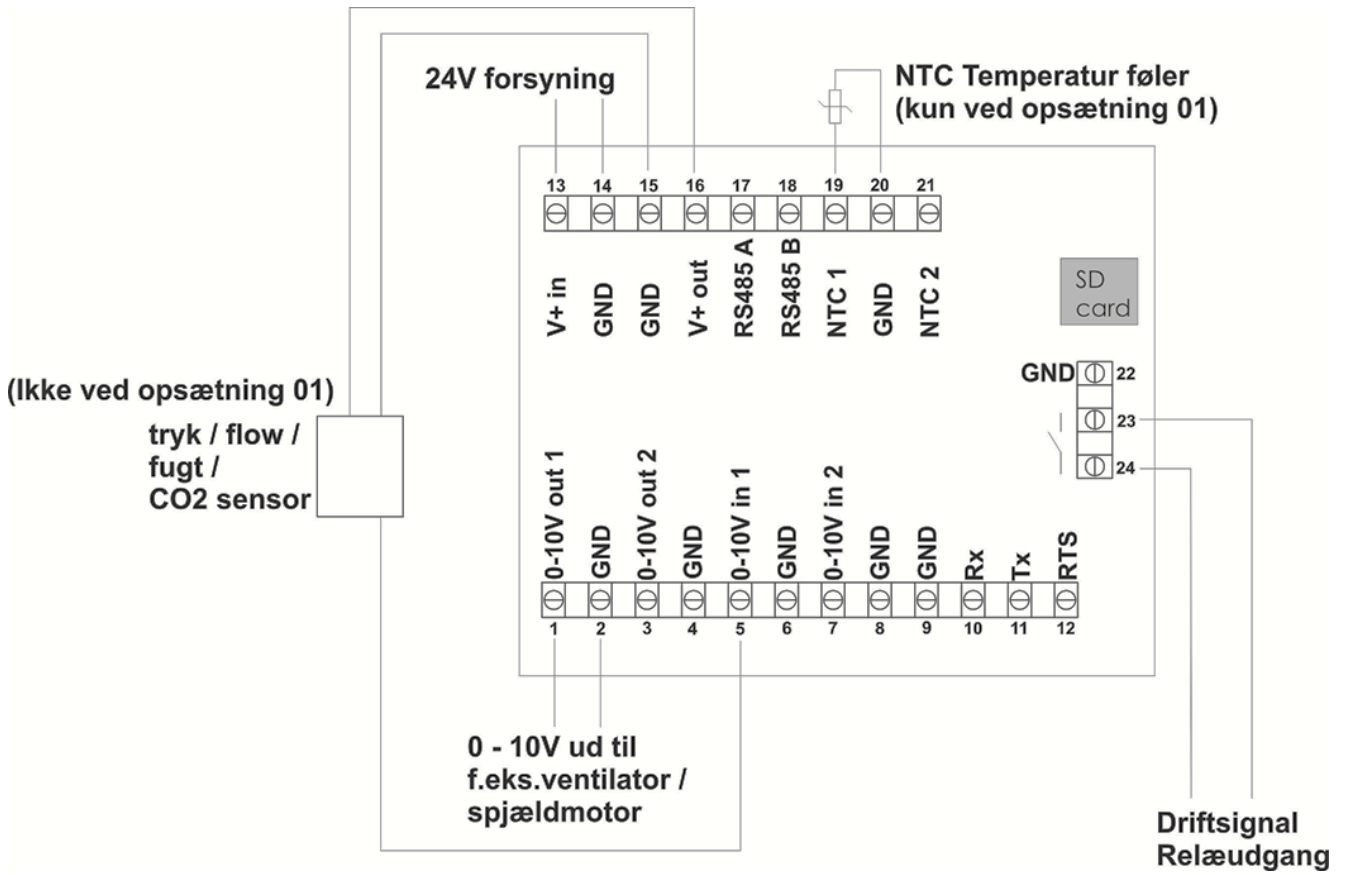 24V forsyning
NTC Temperatur føler
(kun ved opsætning 01)
13 14 15 16 17 18 19 20 21
V+ in
GND
GND
V+ out
RS485 A
RS485 B
NTC 1
GND
NTC 2
SD
card
GND 22
23
24
(Ikke ved opsætning 01)
tryk / flow /
fugt /
CO2 sensor
0-10V out 1
GND
0-10V out 2
GND
0-10V in 1
GND
0-10V in 2
GND
GND
Rx
Tx
RTS
1 2 3 4 5 6 7 8 9 10 11 12
0 - 10V ud til
f.eks.ventilator /
spjældmotor
Driftsignal
Relæudgang